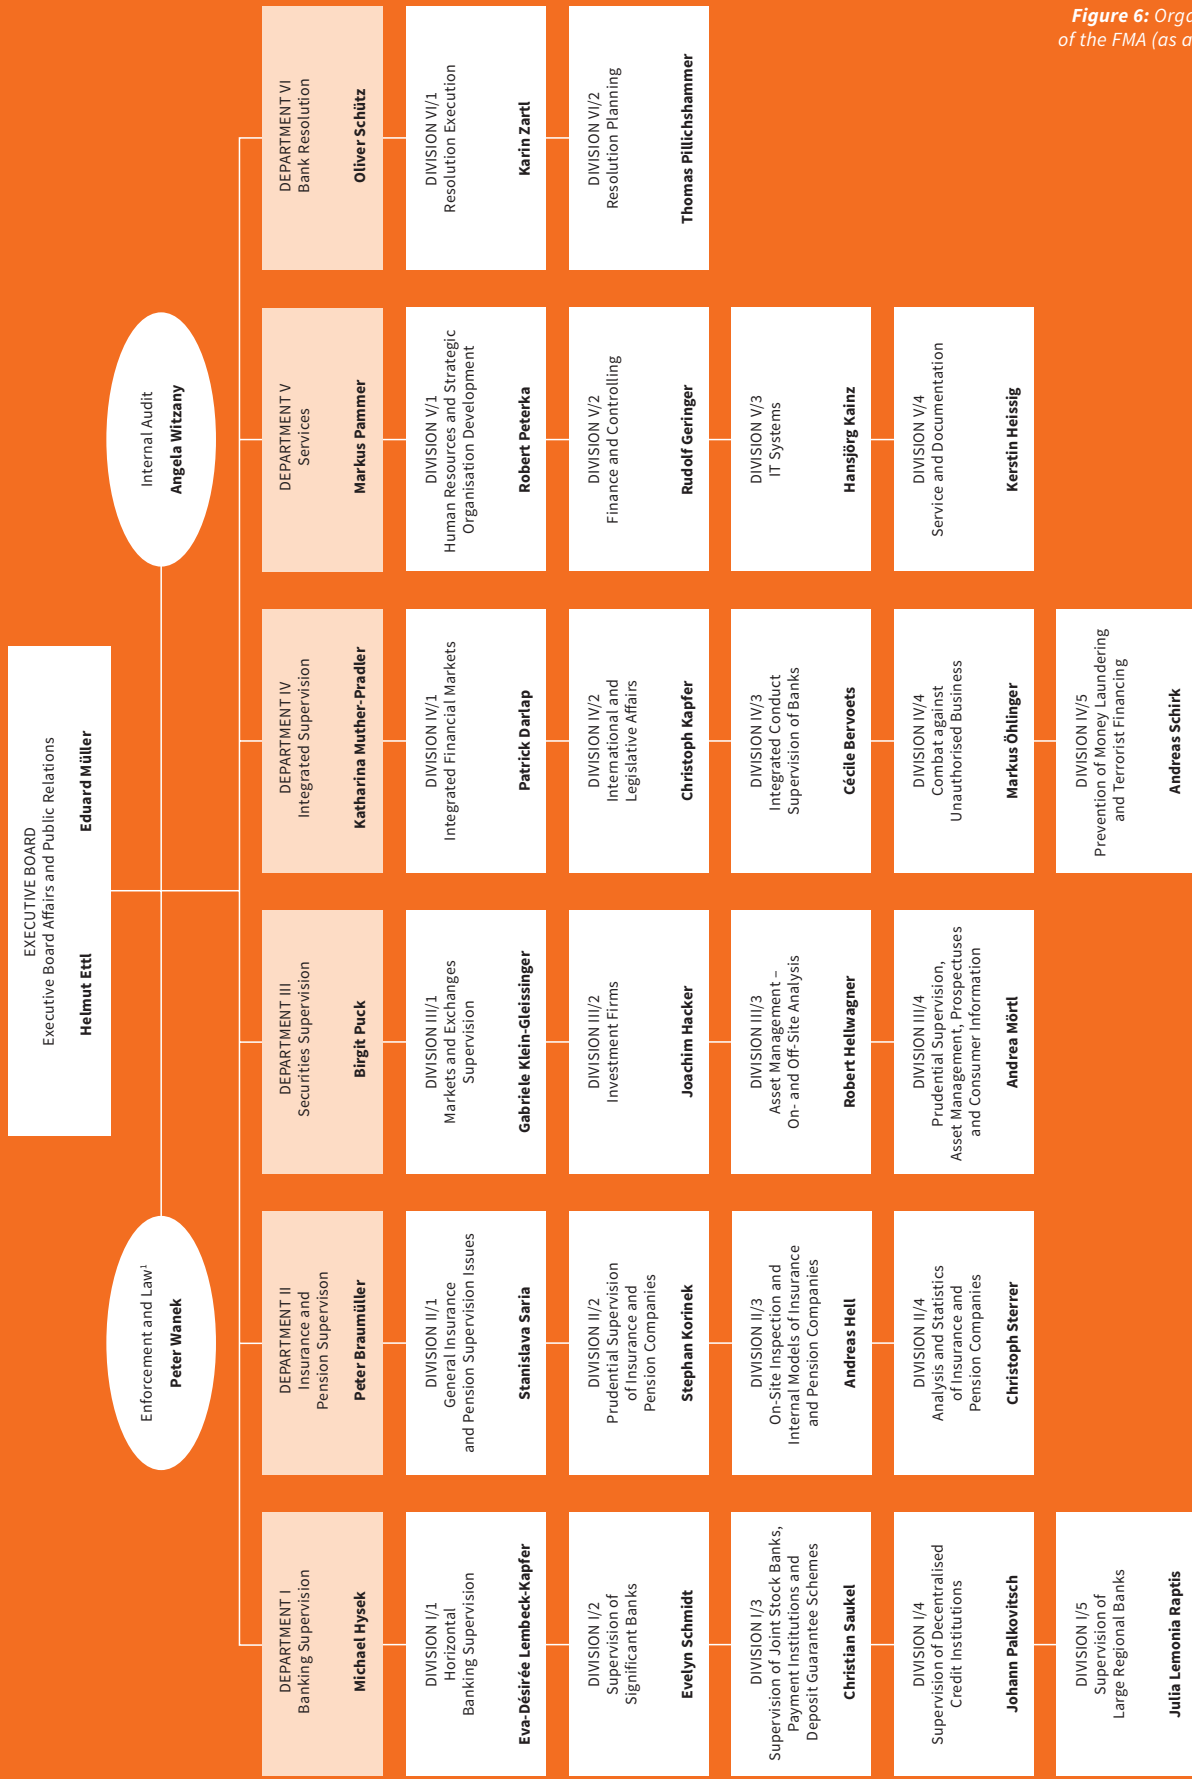 Figure 6: Orga
of the FMA (as a
EXECUTIVE BOARD
Executive Board Affairs and Public Relations
Helmut Ettl
Eduard Müller
Enforcement and Law¹
Peter Wanek
Internal Audit
Angela Witzany
DEPARTMENT I
Banking Supervision
Michael Hysek
DIVISION I/1
Horizontal
Banking Supervision
Eva-Désirée Lembeck-Kapfer
DIVISION I/2
Supervision of
Significant Banks
Evelyn Schmidt
DIVISION I/3
Supervision of Joint Stock Banks,
Payment Institutions and
Deposit Guarantee Schemes
Christian Saukel
DIVISION I/4
Supervision of Decentralised
Credit Institutions
Johann Palkovitsch
DIVISION I/5
Supervision of
Large Regional Banks
Julia Lemonia Raptis
DEPARTMENT II
Insurance and
Pension Supervison
Peter Braumüller
DIVISION II/1
General Insurance
and Pension Supervision Issues
Stanislava Saria
DIVISION II/2
Prudential Supervision
of Insurance and
Pension Companies
Stephan Korinek
DIVISION II/3
On-Site Inspection and
Internal Models of Insurance
and Pension Companies
Andreas Hell
DIVISION II/4
Analysis and Statistics
of Insurance and
Pension Companies
Christoph Sterrer
DEPARTMENT III
Securities Supervision
Birgit Puck
DIVISION III/1
Markets and Exchanges
Supervision
Gabriele Klein-Gleissinger
DIVISION III/2
Investment Firms
Joachim Hacker
DIVISION III/3
Asset Management –
On- and Off-Site Analysis
Robert Hellwagner
DIVISION III/4
Prudential Supervision,
Asset Management, Prospectuses
and Consumer Information
Andrea Mörtl
DEPARTMENT IV
Integrated Supervision
Katharina Muther-Pradler
DIVISION IV/1
Integrated Financial Markets
Patrick Darlap
DIVISION IV/2
International and
Legislative Affairs
Christoph Kapfer
DIVISION IV/3
Integrated Conduct
Supervision of Banks
Cécile Bervoets
DIVISION IV/4
Combat against
Unauthorised Business
Markus Öhlinger
DIVISION IV/5
Prevention of Money Laundering
and Terrorist Financing
Andreas Schirk
DEPARTMENT V
Services
Markus Pammer
DIVISION V/1
Human Resources and Strategic
Organisation Development
Robert Peterka
DIVISION V/2
Finance and Controlling
Rudolf Geringer
DIVISION V/3
IT Systems
Hansjörg Kainz
DIVISION V/4
Service and Documentation
Kerstin Heissig
DEPARTMENT VI
Bank Resolution
Oliver Schütz
DIVISION VI/1
Resolution Execution
Karin Zartl
DIVISION VI/2
Resolution Planning
Thomas Pillichshammer